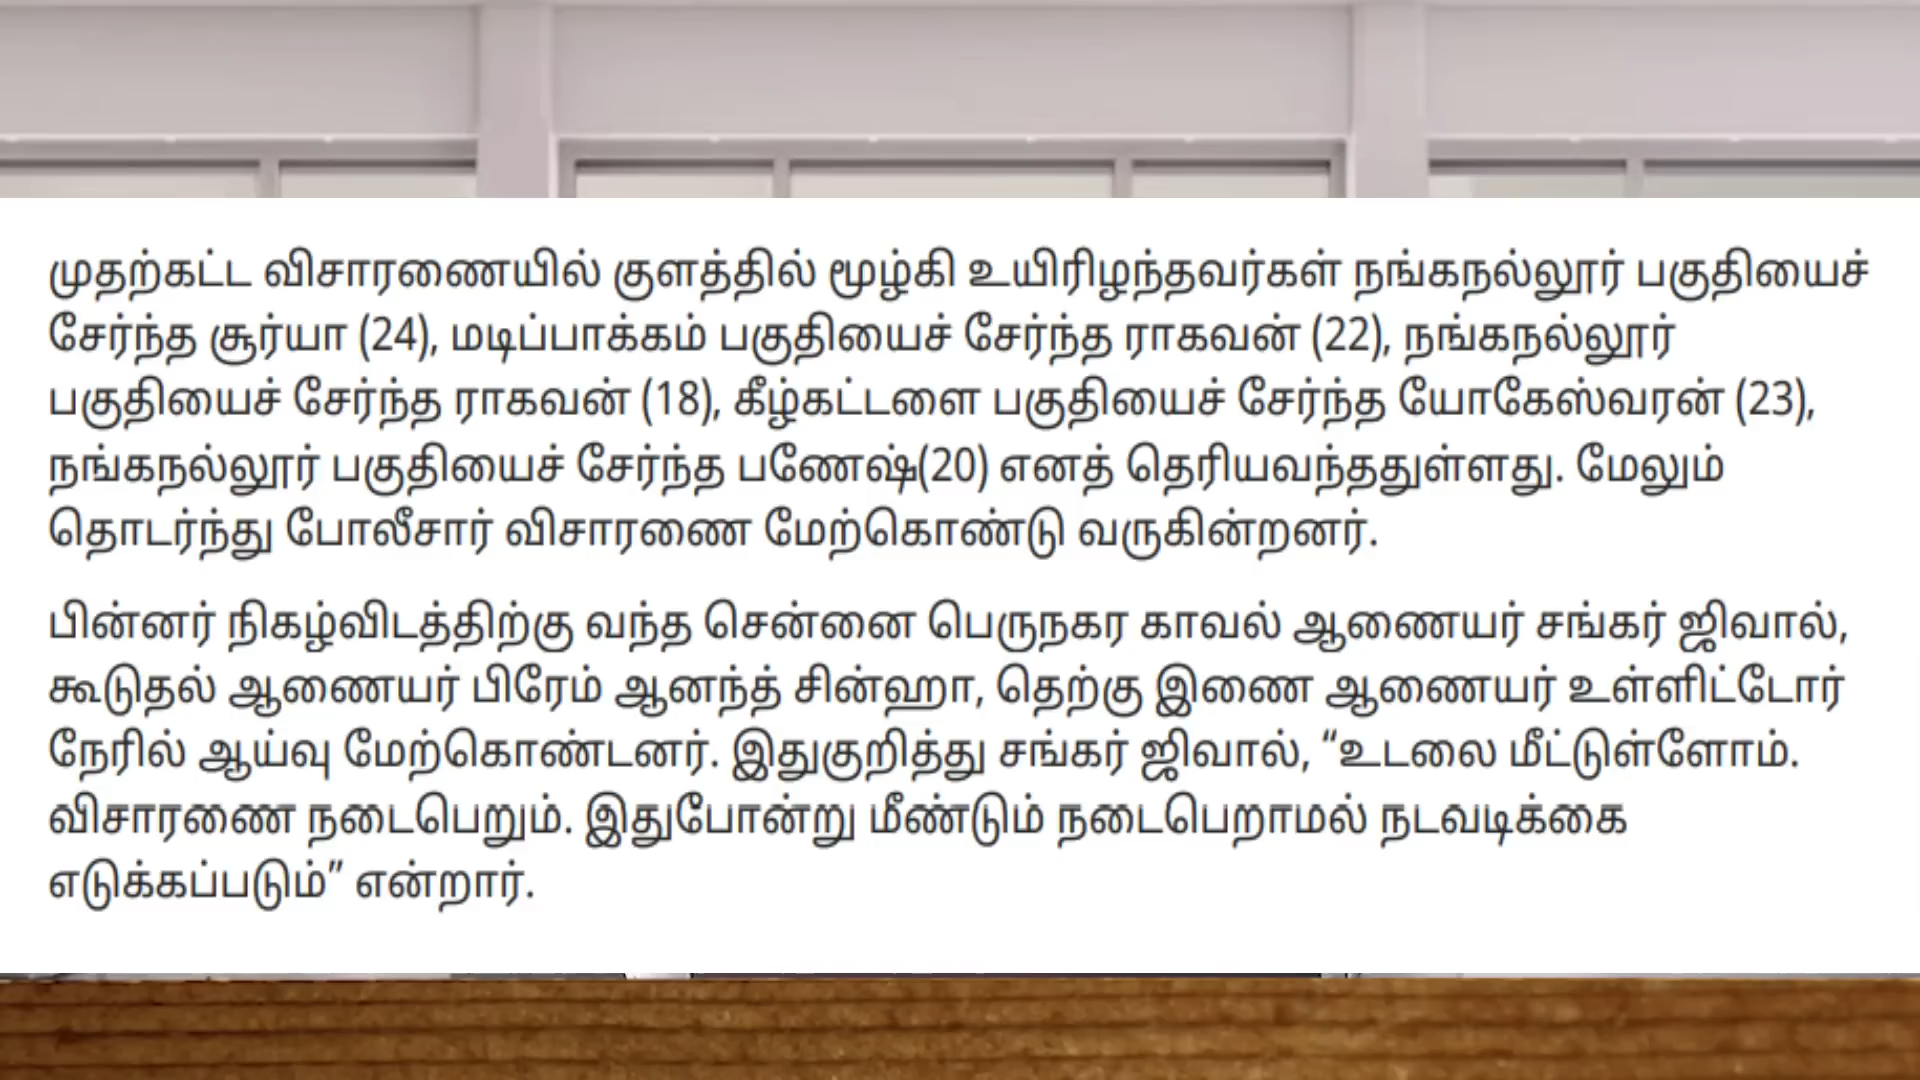 முதற்கட்ட விசாரணையில் குளத்தில் மூழ்கி உயிரிழந்தவர்கள் நங்கநல்லூர் பகுதியைச்
சேர்ந்த சூர்யா (24), மடிப்பாக்கம் பகுதியைச் சேர்ந்த ராகவன் (22), நங்கநல்லூர்
பகுதியைச் சேர்ந்த ராகவன் (18), கீழ்கட்டளை பகுதியைச் சேர்ந்த யோகேஸ்வரன் (23),
நங்கநல்லூர் பகுதியைச் சேர்ந்த பணேஷ்(20) எனத் தெரியவந்ததுள்ளது. மேலும்
தொடர்ந்து போலீசார் விசாரணை மேற்கொண்டு வருகின்றனர்.
பின்னர் நிகழ்விடத்திற்கு வந்த சென்னை பெருநகர காவல் ஆணையர் சங்கர் ஜிவால்,
கூடுதல் ஆணையர் பிரேம் ஆனந்த் சின்ஹா, தெற்கு இணை ஆணையர் உள்ளிட்டோர்
நேரில் ஆய்வு மேற்கொண்டனர். இதுகுறித்து சங்கர் ஜிவால், “உடலை மீட்டுள்ளோம்.
விசாரணை நடைபெறும். இதுபோன்று மீண்டும் நடைபெறாமல் நடவடிக்கை
எடுக்கப்படும்” என்றார்.